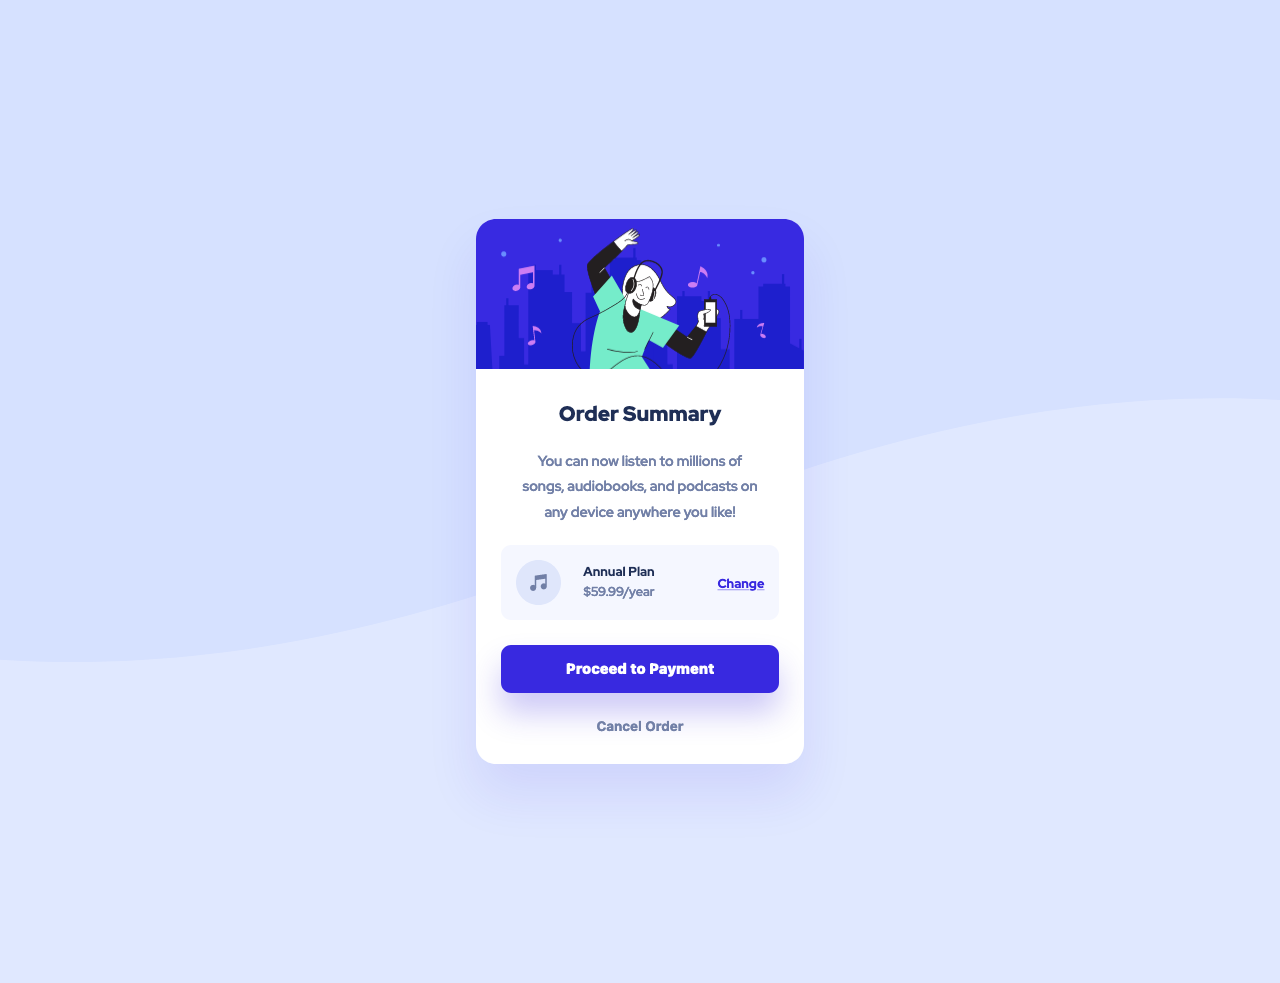 Order Summary
You can now listen to millions of
songs, audiobooks, and podcasts on
any device anywhere you like!
Annual Plan
$59.99/year
Change
Proceed to Payment
Cancel Order